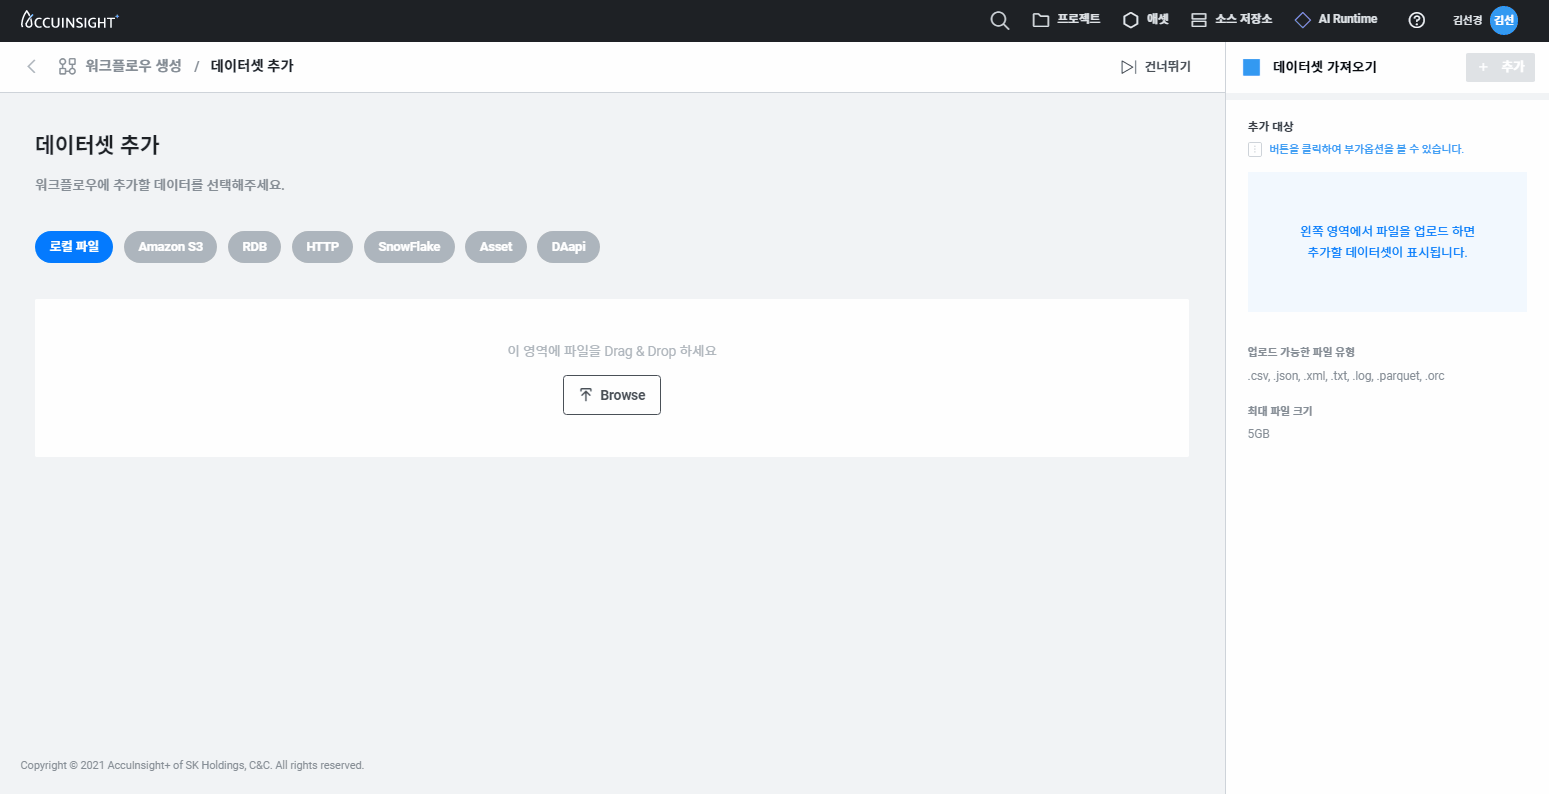 ACCUINSIGHT+
프로젝트
애셋
소스 저장소
AI Runtime
김선경
김선
워크플로우 생성 / 데이터셋 추가
건너뛰기
데이터셋 가져오기
+ 추가
데이터셋 추가
워크플로우에 추가할 데이터를 선택해주세요.
로컬 파일
Amazon S3
RDB
HTTP
SnowFlake
Asset
DAapi
이 영역에 파일을 Drag & Drop 하세요
Browse
추가 대상
버튼을 클릭하여 부가옵션을 볼 수 있습니다.
왼쪽 영역에서 파일을 업로드 하면
추가할 데이터셋이 표시됩니다.
업로드 가능한 파일 유형
.csv, .json, .xml, .txt, .log, .parquet, .orc
최대 파일 크기
5GB
Copyright © 2021 AccuInsight+ of SK Holdings, C&C. All rights reserved.